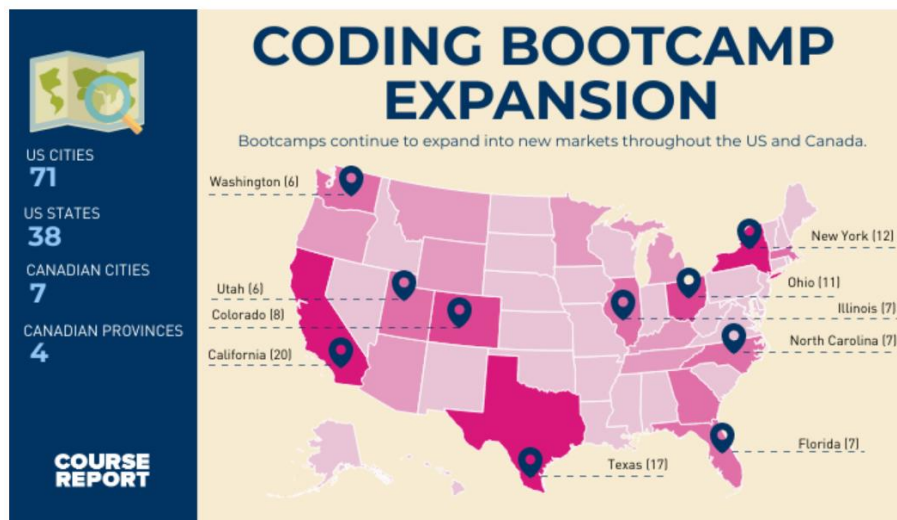 CODING BOOTCAMP
EXPANSION
Bootcamps continue to expand into new markets throughout the US and Canada.
US CITIES
71
US STATES
38
CANADIAN CITIES
7
CANADIAN PROVINCES
4
COURSE
REPORT
Washington (6)
Utah (6)
Colorado (8)
California (20)
Texas (17)
New York (12)
Ohio (11)
Illinois (7)
North Carolina (7)
Florida (7)